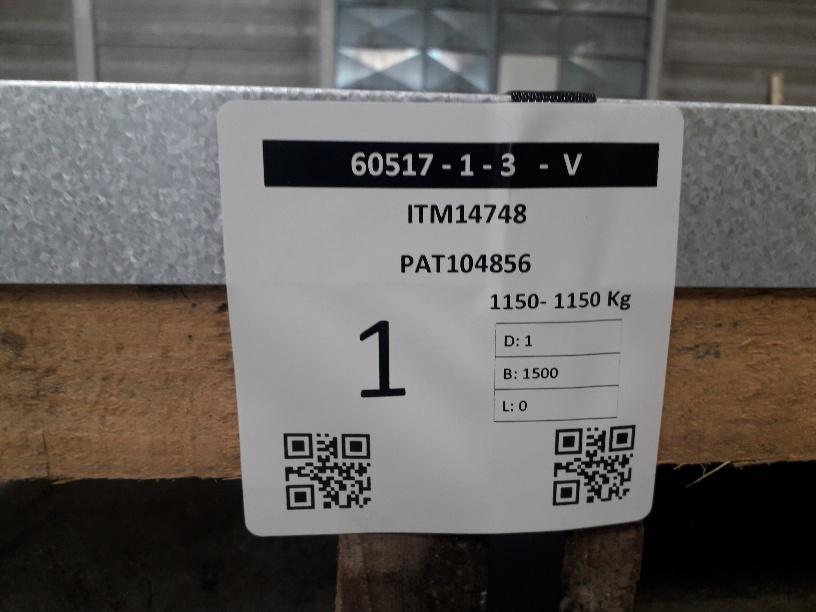 60517 - 1 - 3 - V
ITM14748
PAT104856
1150- 1150 Kg
1
D: 1
B: 1500
L: 0